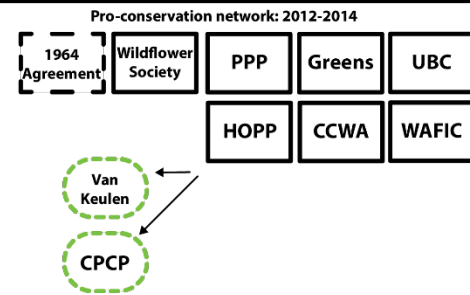 Pro-conservation network: 2012-2014
1964
Agreement
Wildflower
Society
PPP
Greens
UBC
HOPP
CCWA
WAFIC
Van
Keulen
CPCP